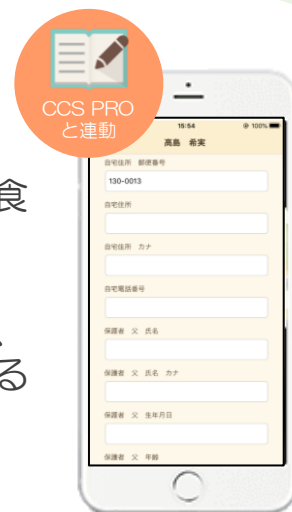 CCS PRO
と連動
食
、
る
15:54
100%
高島 希実
自宅住所 郵便番号
130-0013
自宅住所
自宅住所 カナ
自宅電話番号
保護者 父 氏名
保護者 父 氏名 カナ
保護者 父 生年月日
保護者 父 年齢